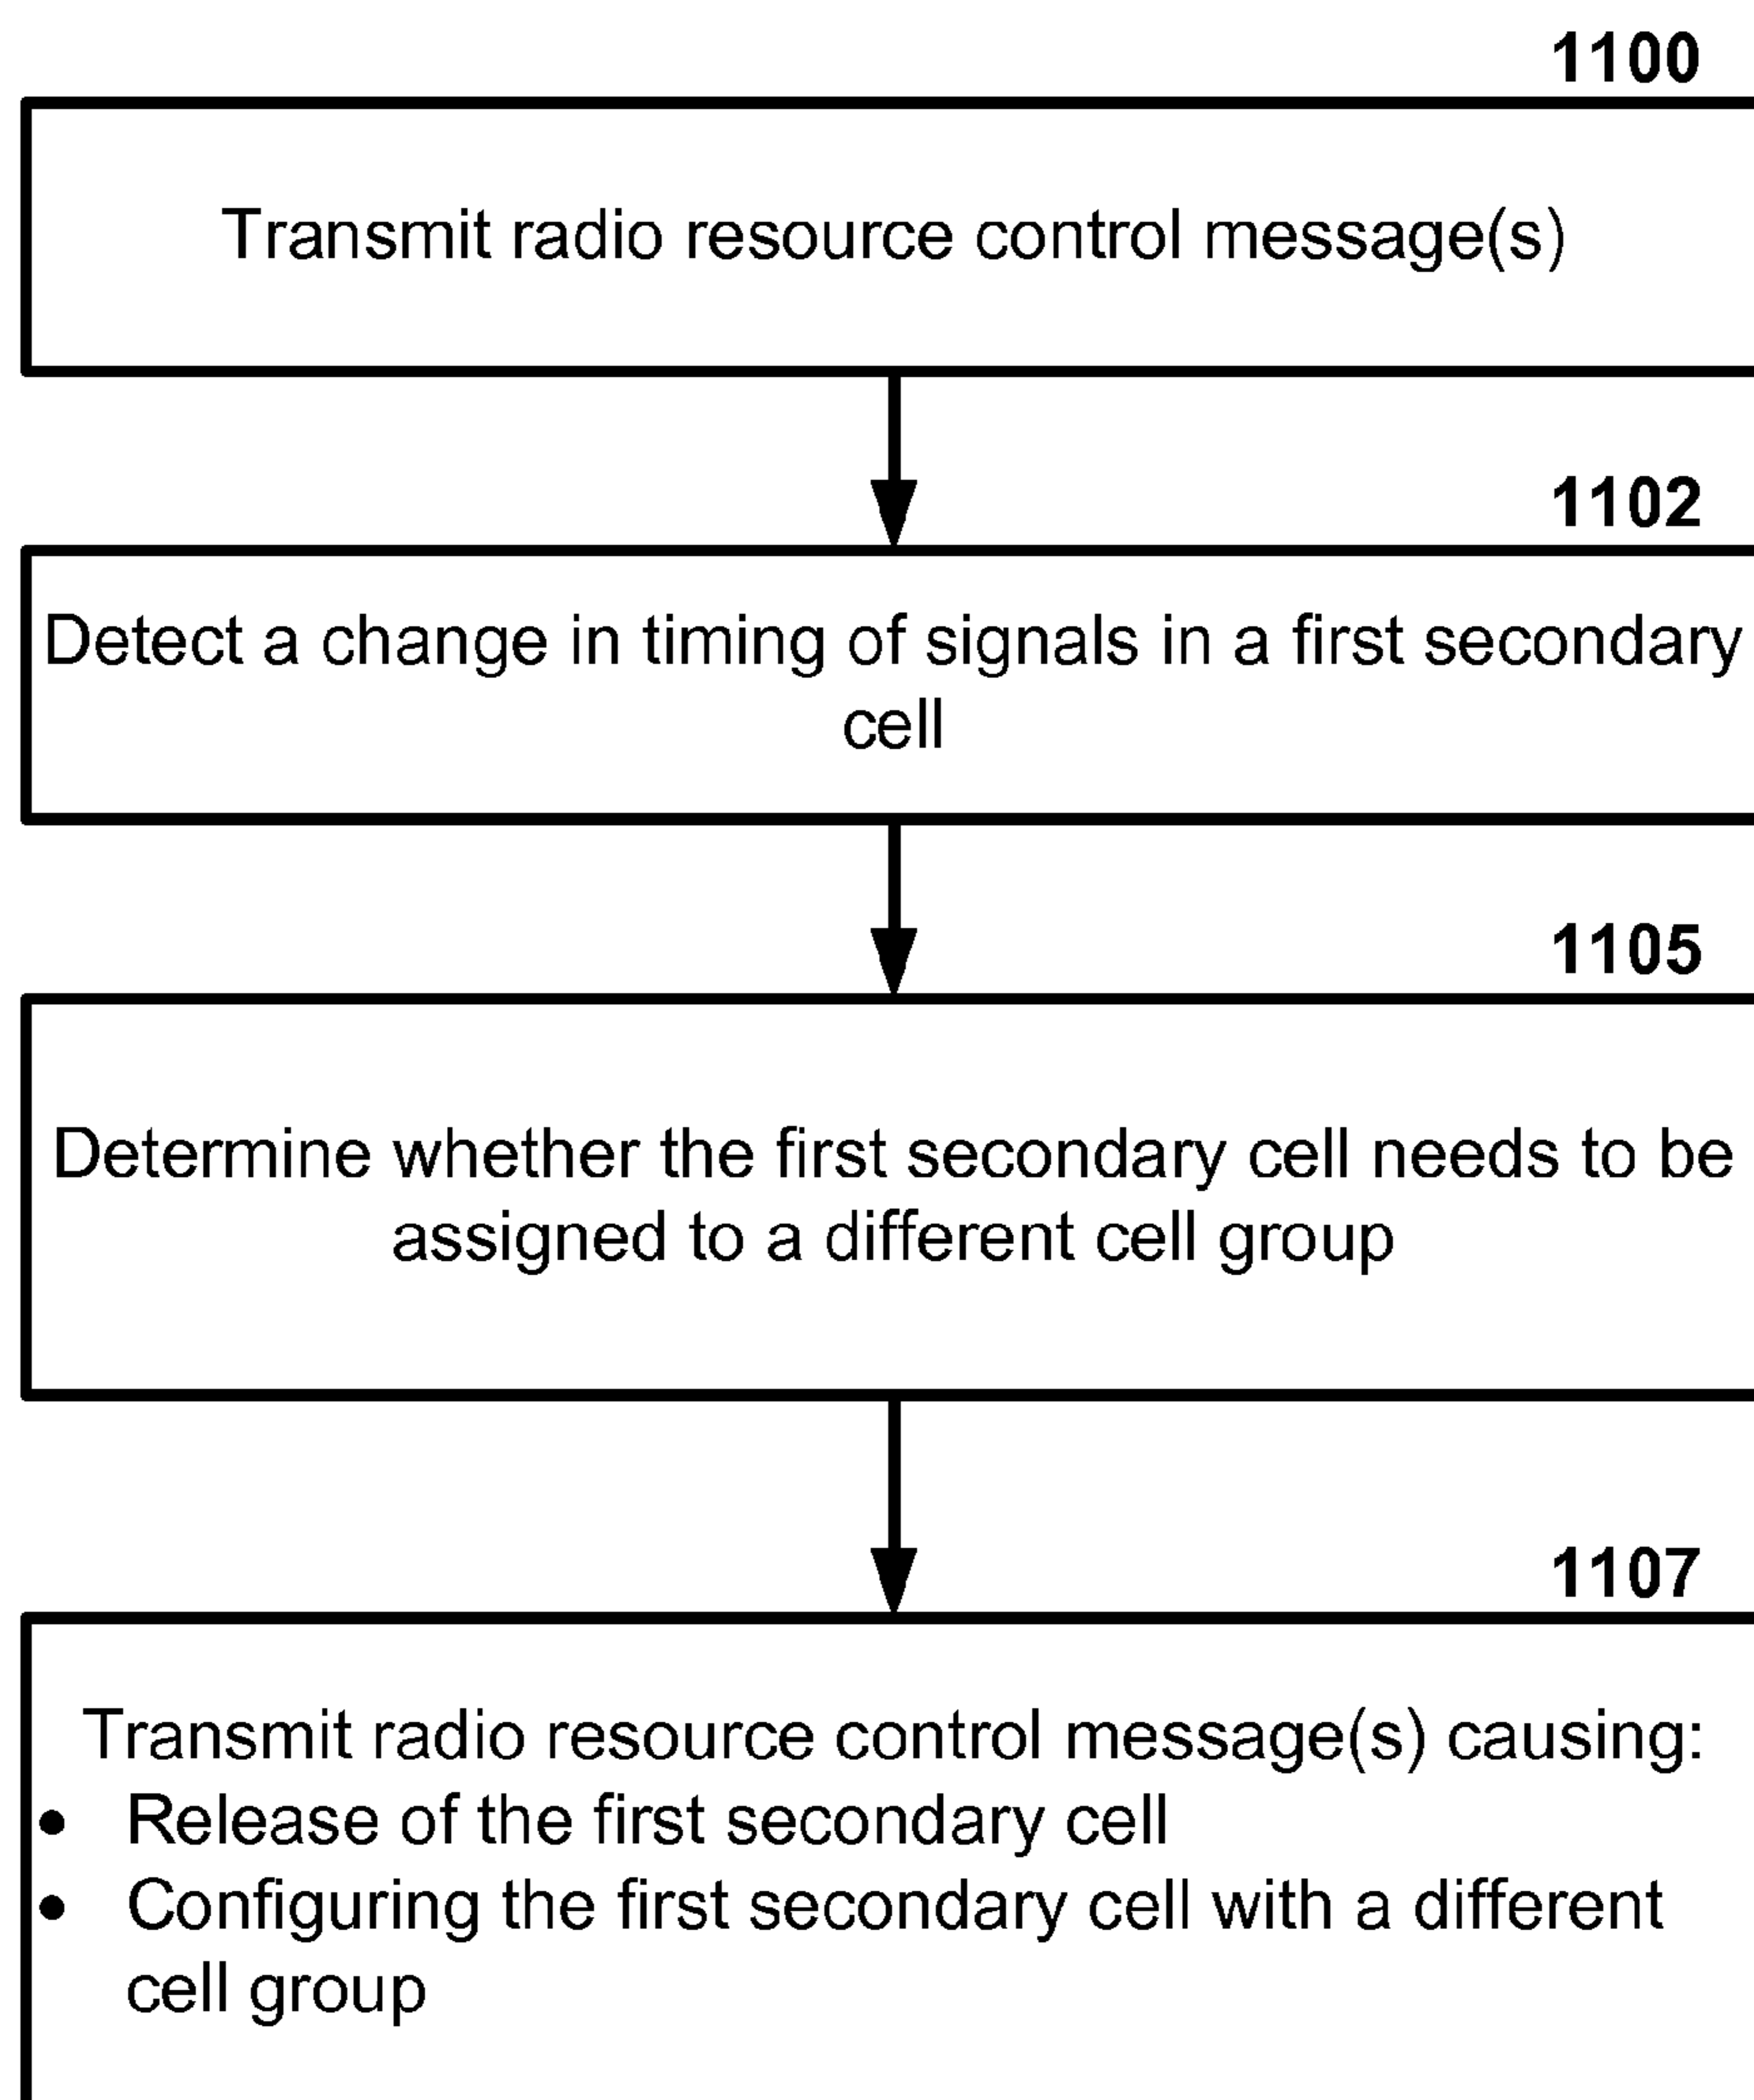 1100
Transmit radio resource control message(s)
1102
Detect a change in timing of signals in a first secondary
cell
1105
Determine whether the first secondary cell needs to be
assigned to a different cell group
1107
Transmit radio resource control message(s) causing:
• Release of the first secondary cell
• Configuring the first secondary cell with a different
cell group